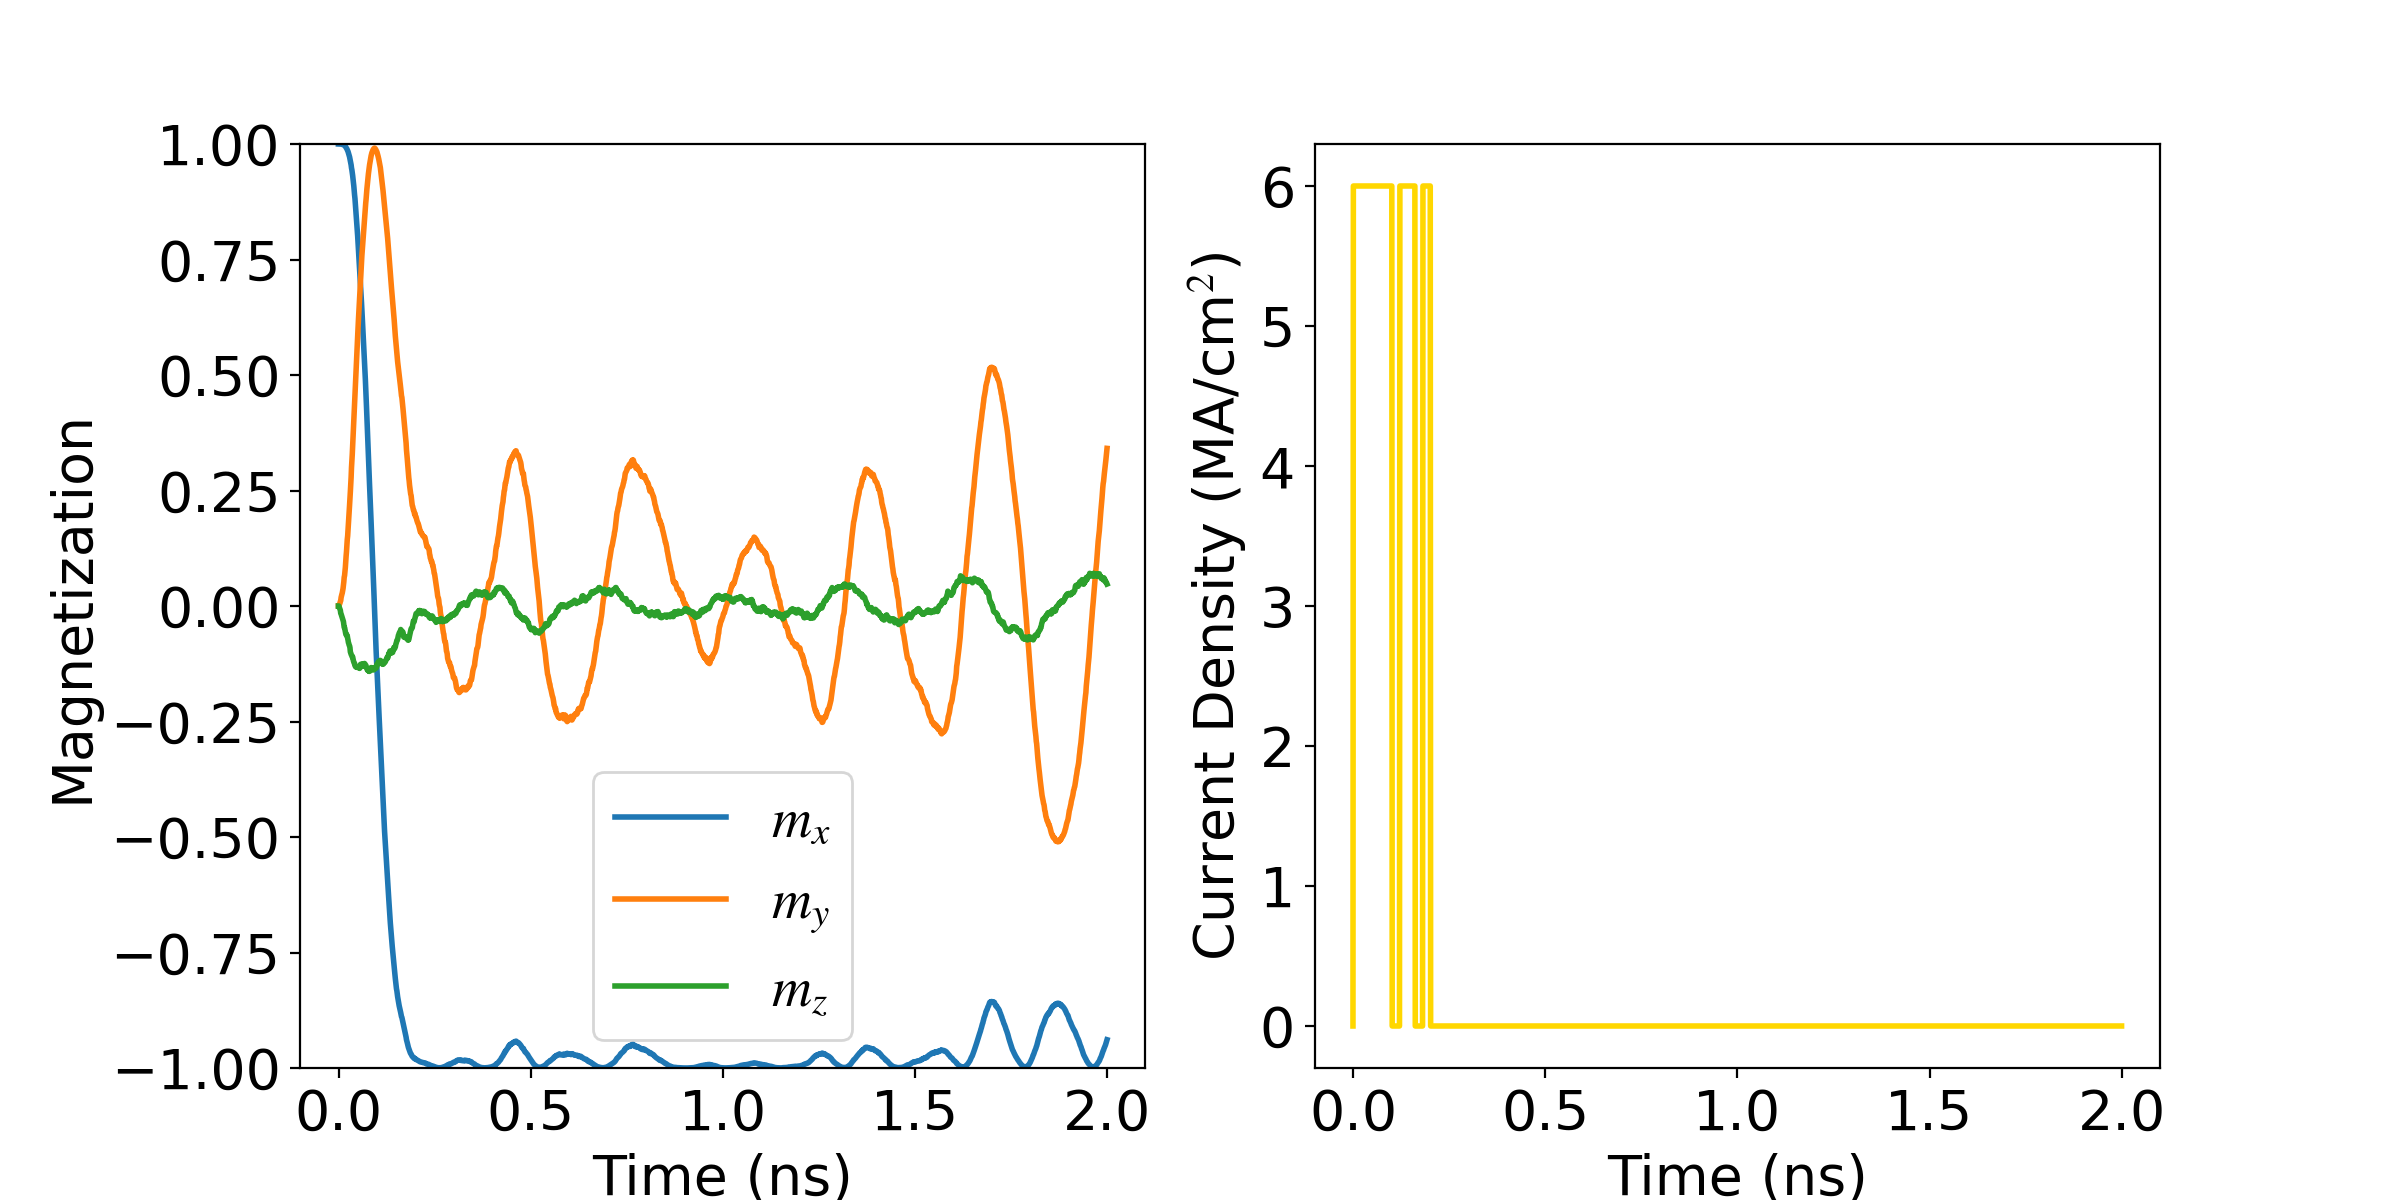 1.00
0.75
0.50
0.25
0.00
−0.25
−0.50
−0.75
−1.00
Magnetization
0.0 0.5 1.0 1.5 2.0
Time (ns)
m_x
m_y
m_z
6
5
4
3
2
1
0
Current Density (MA/cm²)
0.0 0.5 1.0 1.5 2.0
Time (ns)